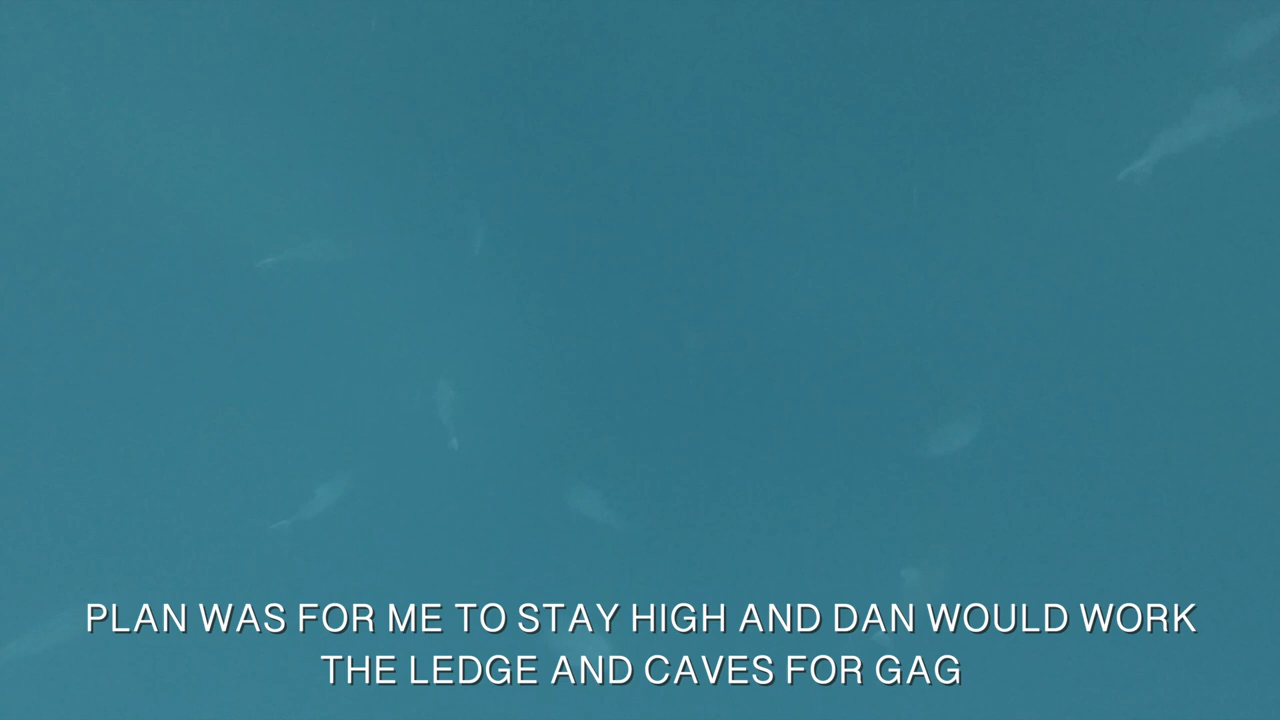 PLAN WAS FOR ME TO STAY HIGH AND DAN WOULD WORK
THE LEDGE AND CAVES FOR GAG